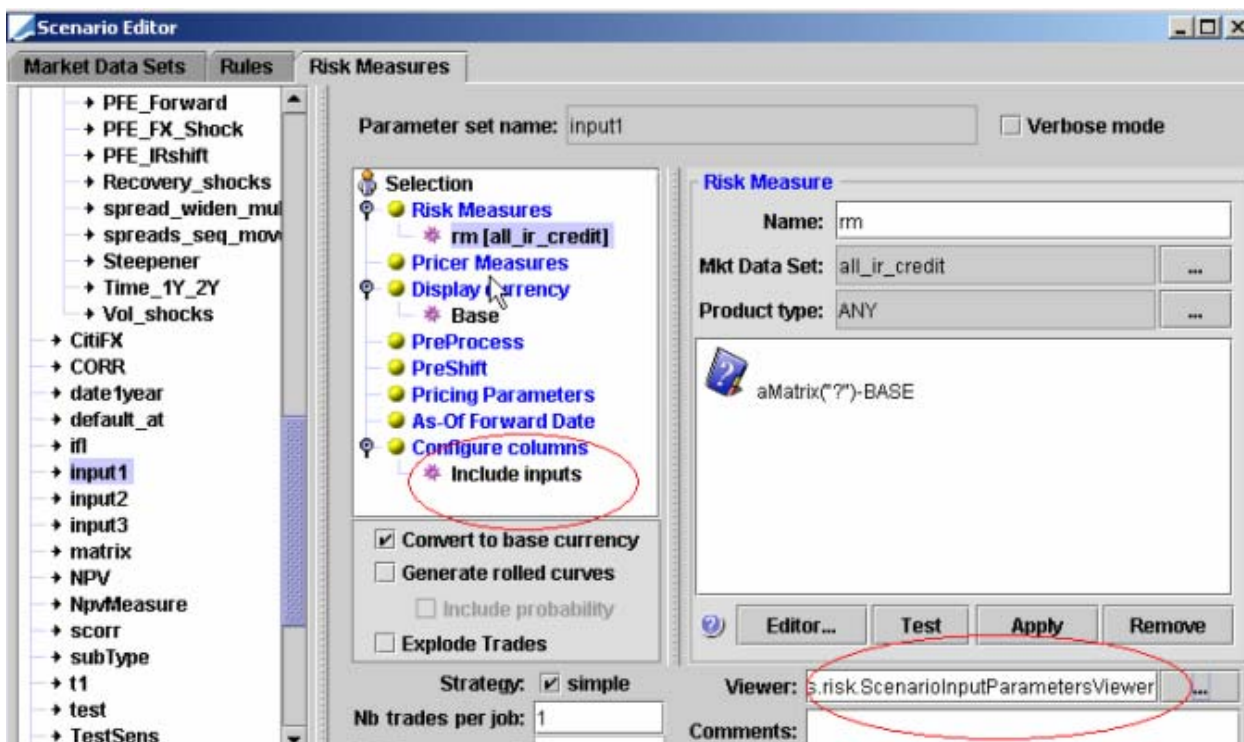 Scenario Editor
Market Data Sets
Rules
Risk Measures
PFE_Forward
PFE_FX_Shock
PFE_IRshift
Recovery_shocks
spread_widen_mul
spreads_seq_mov
Steepener
Time_1Y_2Y
Vol_shocks
CitiFX
CORR
date1year
default_at
ifl
input1
input2
input3
matrix
NPV
NpvMeasure
scorr
subType
t1
test
TestSens
Parameter set name: input1
Verbose mode
Selection
Risk Measures
rm [all_ir_credit]
Pricer Measures
Display
Base
PreProcess
PreShift
Pricing Parameters
As-Of Forward Date
Configure columns
Include inputs
Convert to base currency
Generate rolled curves
Include probability
Explode Trades
Strategy: simple
Nb trades per job: 1
Risk Measure
Name: rm
Mkt Data Set: all_ir_credit ...
Product type: ANY ...
aMatrix("?")-BASE
Editor... Test Apply Remove
Viewer: s.risk.ScenarioInputParametersViewer ...
Comments: